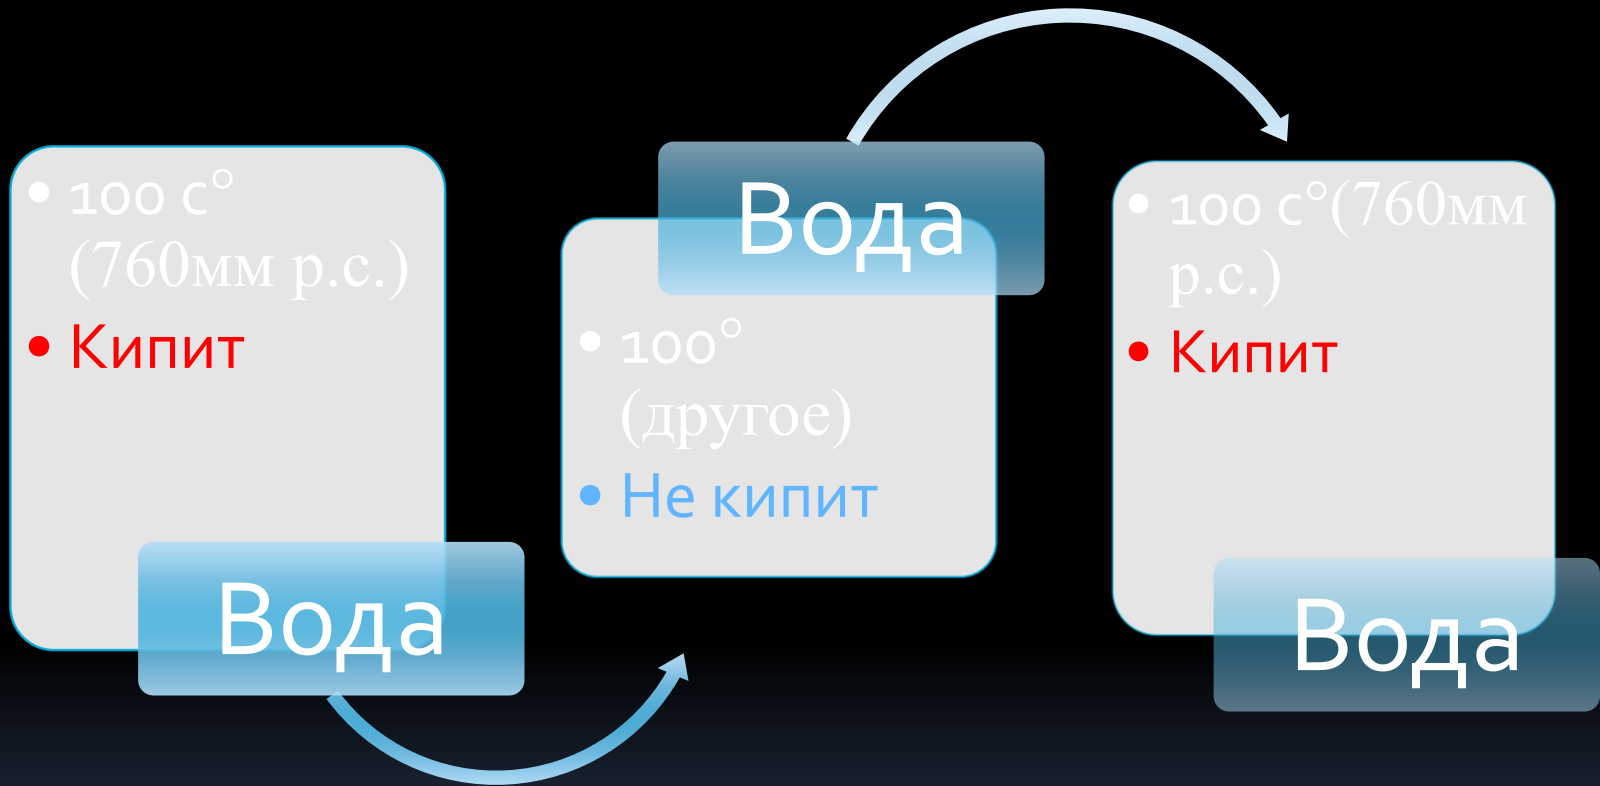 • 100 с°
(760мм р.с.)
• Кипит
Вода
Вода
• 100°
(другое)
• Не кипит
• 100 с°(760мм
р.с.)
• Кипит
Вода